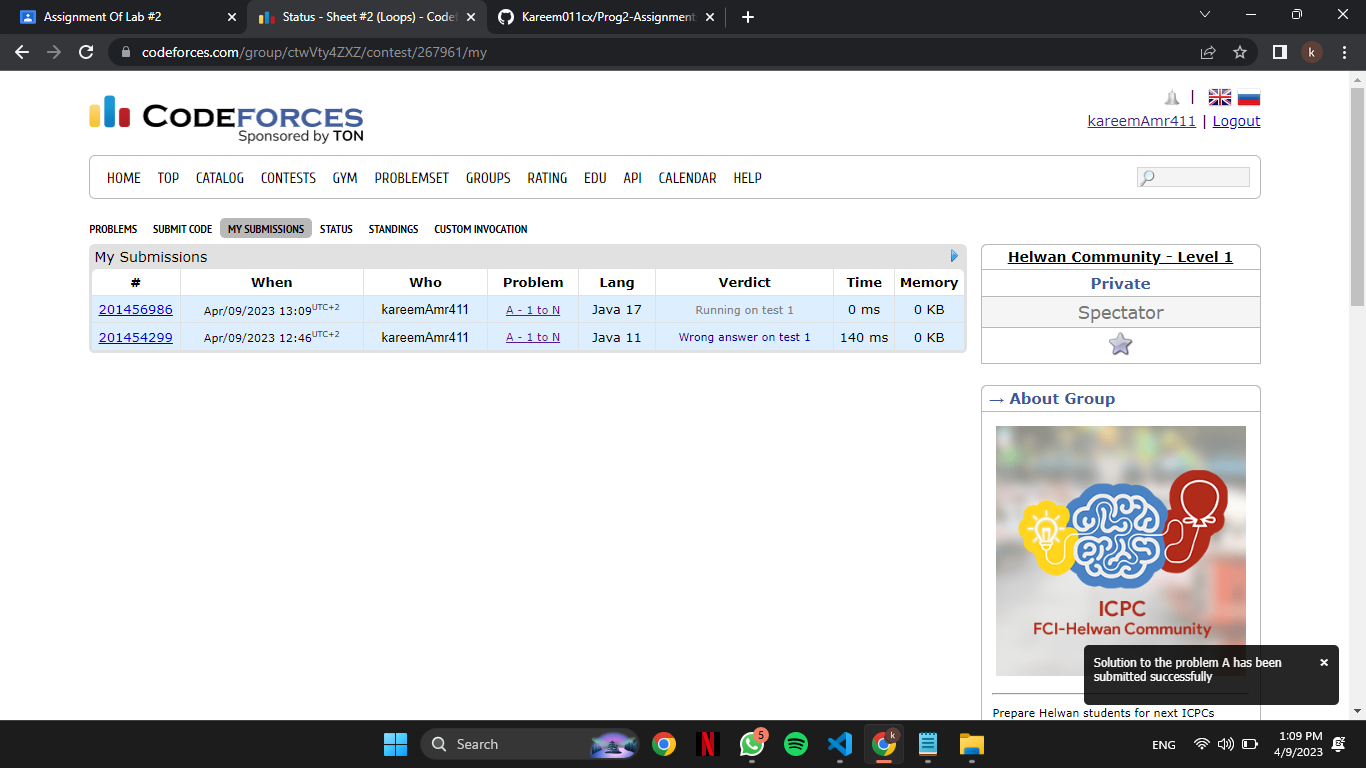 Assignment Of Lab #2
Status - Sheet #2 (Loops) - Codef
Kareem011cx/Prog2-Assignment
codeforces.com/group/ctwVty4ZXZ/contest/267961/my
k
CODEFORCES
Sponsored by TON
kareemAmr411 | Logout
HOME TOP CATALOG CONTESTS GYM PROBLEMSET GROUPS RATING EDU API CALENDAR HELP
PROBLEMS SUBMIT CODE MY SUBMISSIONS STATUS STANDINGS CUSTOM INVOCATION
My Submissions
# When Who Problem Lang Verdict Time Memory
201456986 Apr/09/2023 13:09UTC+2 kareemAmr411 A - 1 to N Java 17 Running on test 1 0 ms 0 KB
201454299 Apr/09/2023 12:46UTC+2 kareemAmr411 A - 1 to N Java 11 Wrong answer on test 1 140 ms 0 KB
Helwan Community - Level 1
Private
Spectator
→ About Group
ICPC
FCI-Helwan Community
Solution to the problem A has been
submitted successfully
Prepare Helwan students for next ICPCs
Search
N
5
k
ENG
1:09 PM
4/9/2023